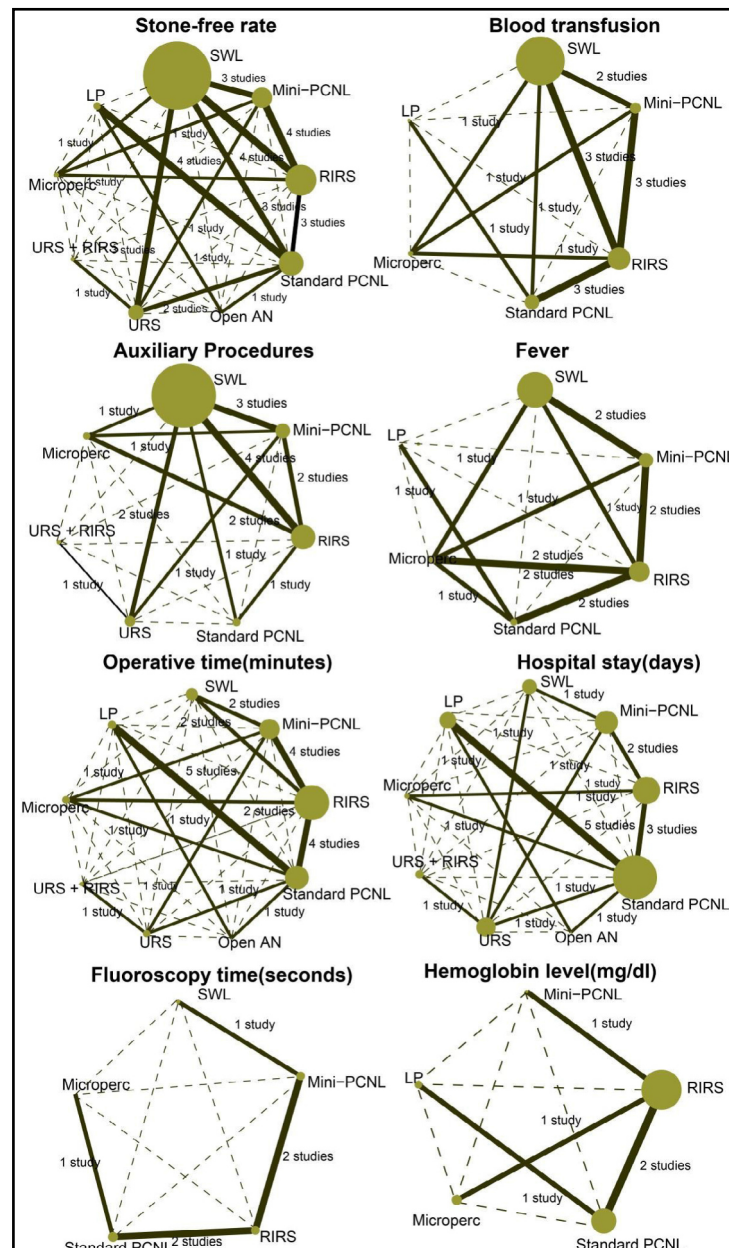 Stone-free rate
SWL
3 studies
LP
Mini-PCNL
1 study
1 study
4 studies
4 studies
4 studies
RIRS
Microperc
1 study
3 studies
3 studies
URS + RIRS
studies
1 study
1 study
Standard PCNL
1 study
2 studies
1 study
URS
Open AN
Blood transfusion
SWL
2 studies
LP
Mini-PCNL
1 study
3 studies
3 studies
1 study
1 study
Microperc
RIRS
3 studies
Standard PCNL
Auxiliary Procedures
SWL
3 studies
1 study
Mini-PCNL
Microperc
1 study
4 studies
2 studies
2 studies
2 studies
URS + RIRS
RIRS
1 study
1 study
1 study
1 study
URS
Standard PCNL
Fever
SWL
2 studies
LP
Mini-PCNL
1 study
1 study
1 study
1 study
2 studies
Microperc
2 studies
2 studies
RIRS
1 study
2 studies
Standard PCNL
Operative time(minutes)
SWL
LP
2 studies
2 studies
Mini-PCNL
4 studies
1 study
5 studies
Microperc
RIRS
2 studies
1 study
1 study
4 studies
URS + RIRS
1 study
1 study
Standard PCNL
1 study
1 study
URS
Open AN
Hospital stay(days)
SWL
1 study
LP
Mini-PCNL
1 study
1 study
1 study
2 studies
Microperc
1 study
1 study
RIRS
1 study
5 studies
3 studies
URS + RIRS
1 study
1 study
Standard PCNL
1 study
1 study
URS
Open AN
Fluoroscopy time(seconds)
SWL
1 study
Microperc
Mini-PCNL
1 study
2 studies
Standard PCNL
2 studies
RIRS
Hemoglobin level(mg/dl)
Mini-PCNL
1 study
LP
RIRS
1 study
2 studies
1 study
Microperc
Standard PCNL